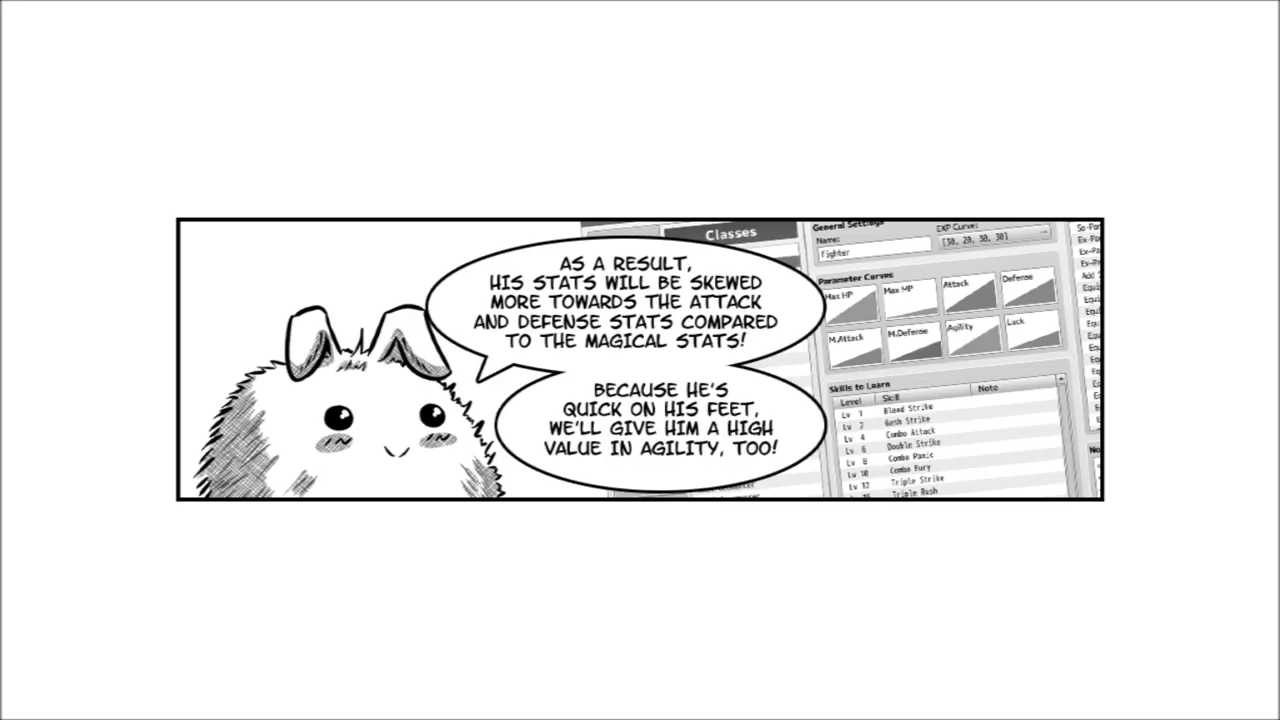 AS A RESULT,
HIS STATS WILL BE SKEWED
MORE TOWARDS THE ATTACK
AND DEFENSE STATS COMPARED
TO THE MAGICAL STATS!
BECAUSE HE'S
QUICK ON HIS FEET,
WE'LL GIVE HIM A HIGH
VALUE IN AGILITY, TOO!
Classes
General Settings
Name:
Fighter
EXP Curve:
[30, 20, 30, 30]
...
Parameter Curves
Max HP
Max MP
Attack
Defense
M.Attack
M.Defense
Agility
Luck
Skills to Learn
Level Skill Note
Lv 1 Bleed Strike
Lv 2 Gash Strike
Lv 4 Combo Attack
Lv 6 Double Strike
Lv 8 Combo Panic
Lv 10 Combo Fury
Lv 12 Triple Strike
Triple Rush